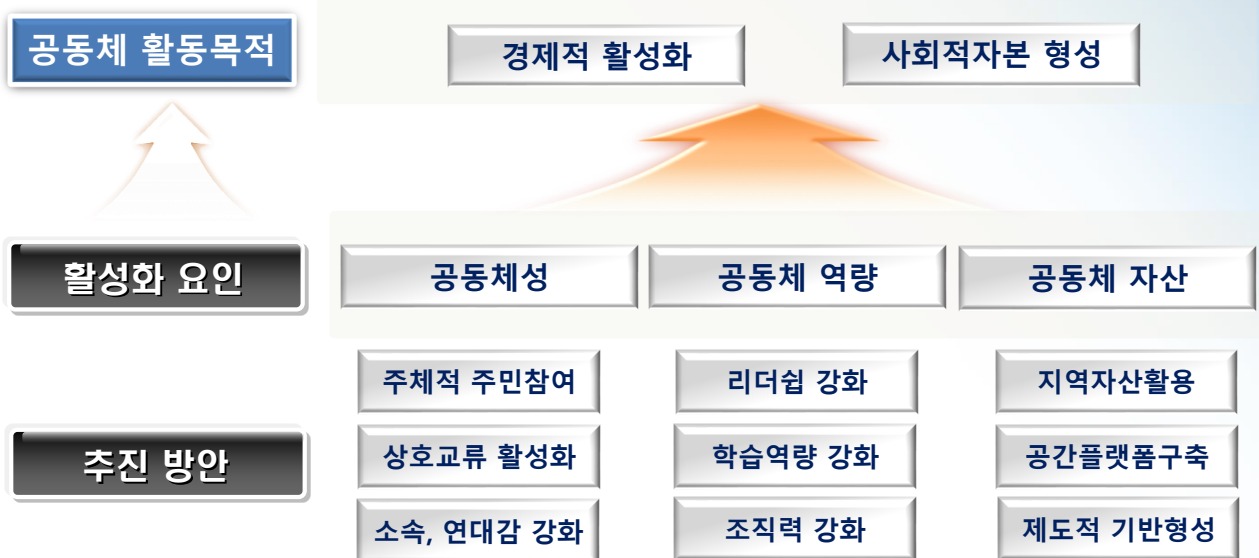 공동체 활동목적
경제적 활성화
사회적자본 형성
활성화 요인
공동체성
공동체 역량
공동체 자산
추진 방안
주체적 주민참여
리더쉽 강화
지역자산활용
상호교류 활성화
학습역량 강화
공간플랫폼구축
소속, 연대감 강화
조직력 강화
제도적 기반형성